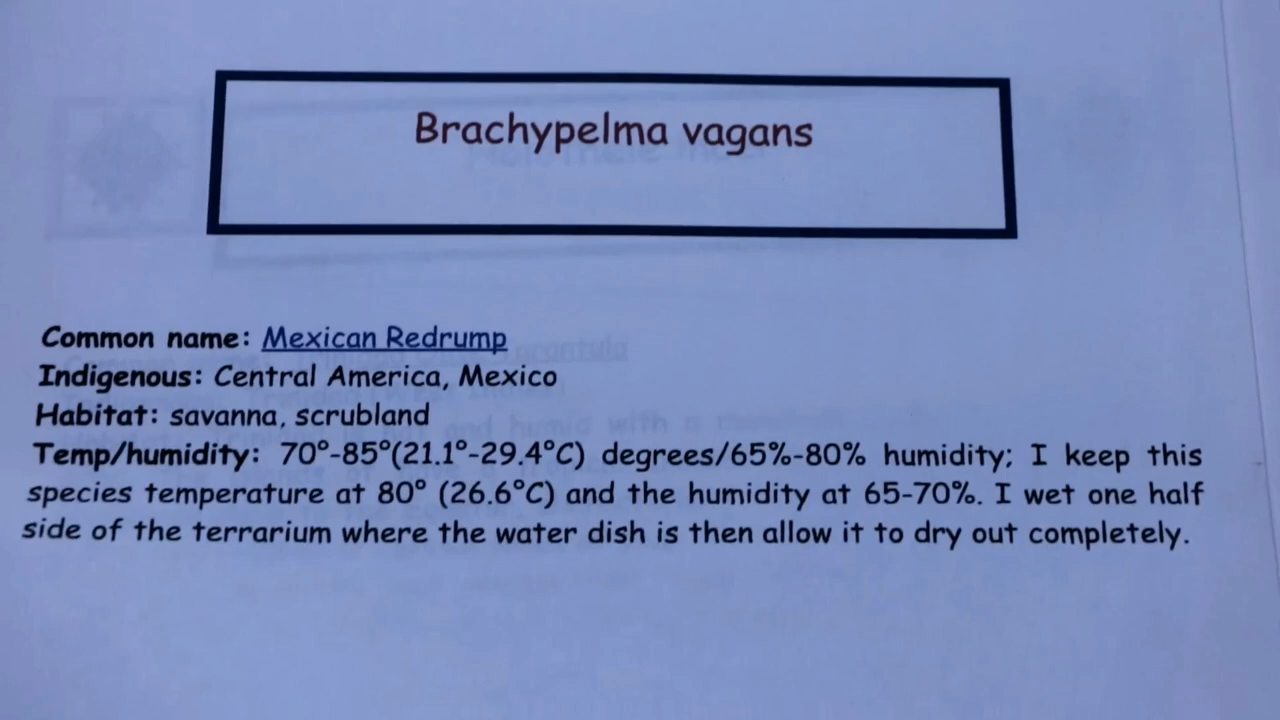 Brachypelma vagans
Common name: Mexican Redrump
Indigenous: Central America, Mexico
Habitat: savanna, scrubland
Temp/humidity: 70°-85°(21.1°-29.4°C) degrees/65%-80% humidity; I keep this
species temperature at 80° (26.6°C) and the humidity at 65-70%. I wet one half
side of the terrarium where the water dish is then allow it to dry out completely.